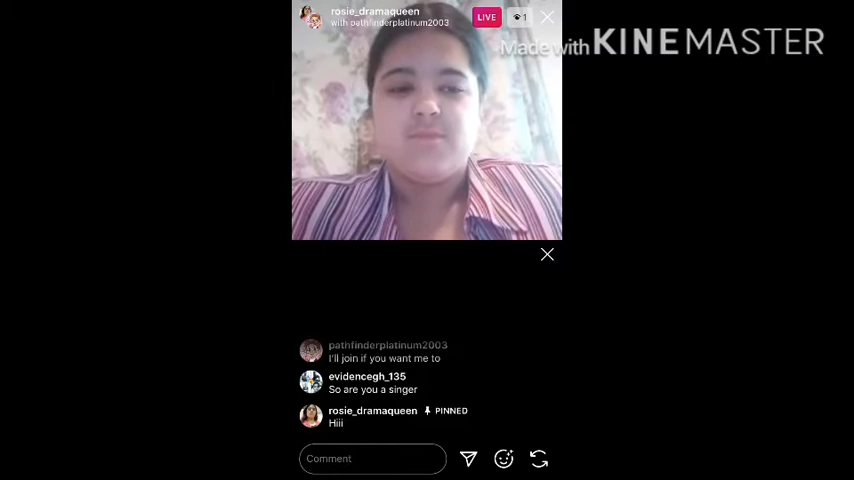 rosie_dramaqueen
with pathfinderplatinum2003
LIVE
1
Made with KINEMASTER
pathfinderplatinum2003
I'll join if you want me to
evidencegh_135
So are you a singer
rosie_dramaqueen PINNED
Hiii
Comment